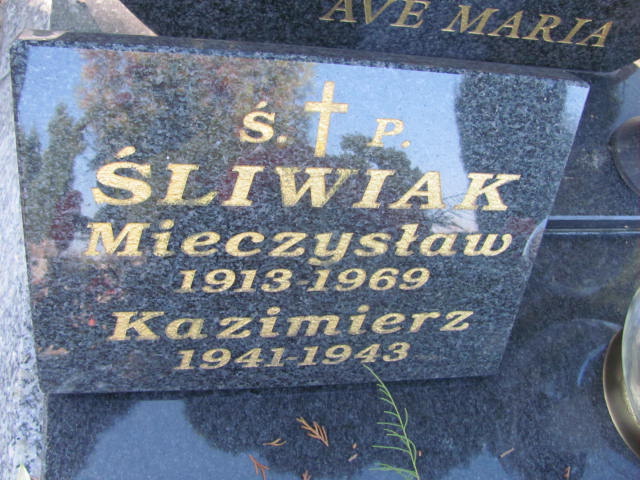 AVE MARIA
Ś. P.
ŚLIWIAK
Mieczysław
1913-1969
Kazimierz
1941-1943